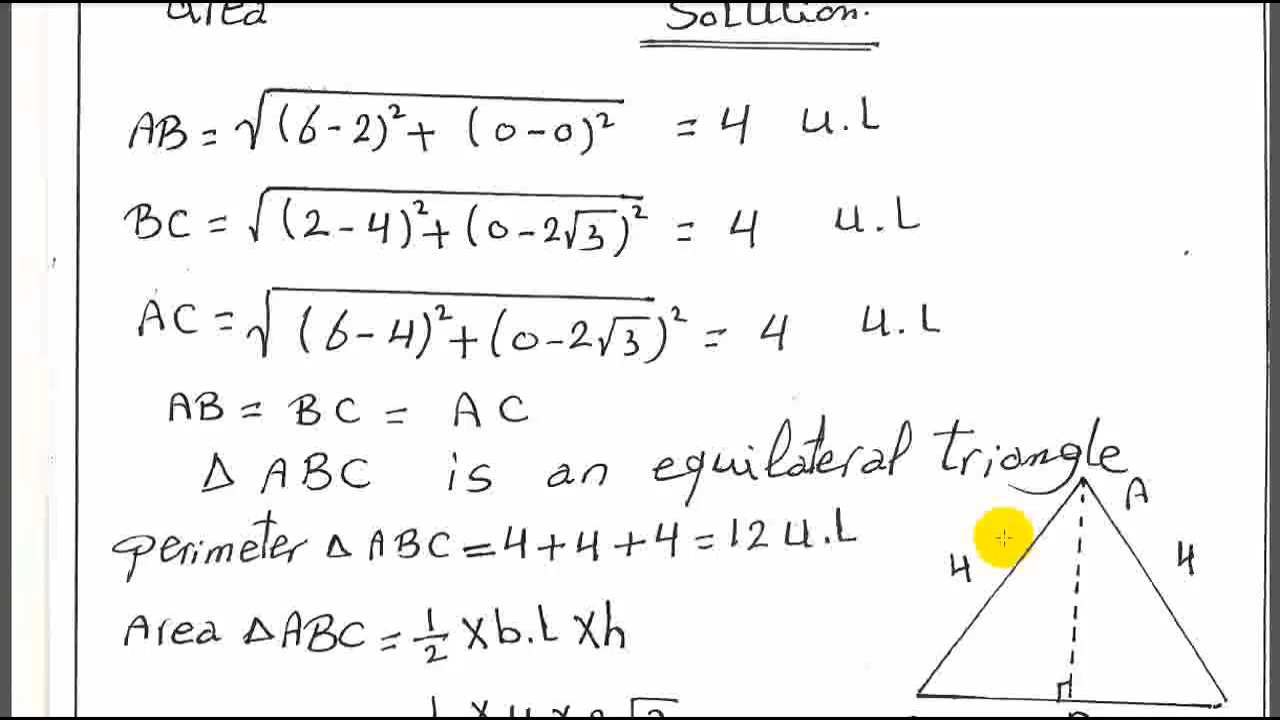 area
Solution.
AB = √(6-2)² + (0-0)² = 4 u.L
BC = √(2-4)² + (0-2√3)² = 4 u.L
AC = √(6-4)² + (0-2√3)² = 4 u.L
AB = BC = AC
Δ ABC is an equilateral triangle
A
perimeter Δ ABC = 4 + 4 + 4 = 12 u.L
4
4
Area Δ ABC = 1/2 × b.L × h